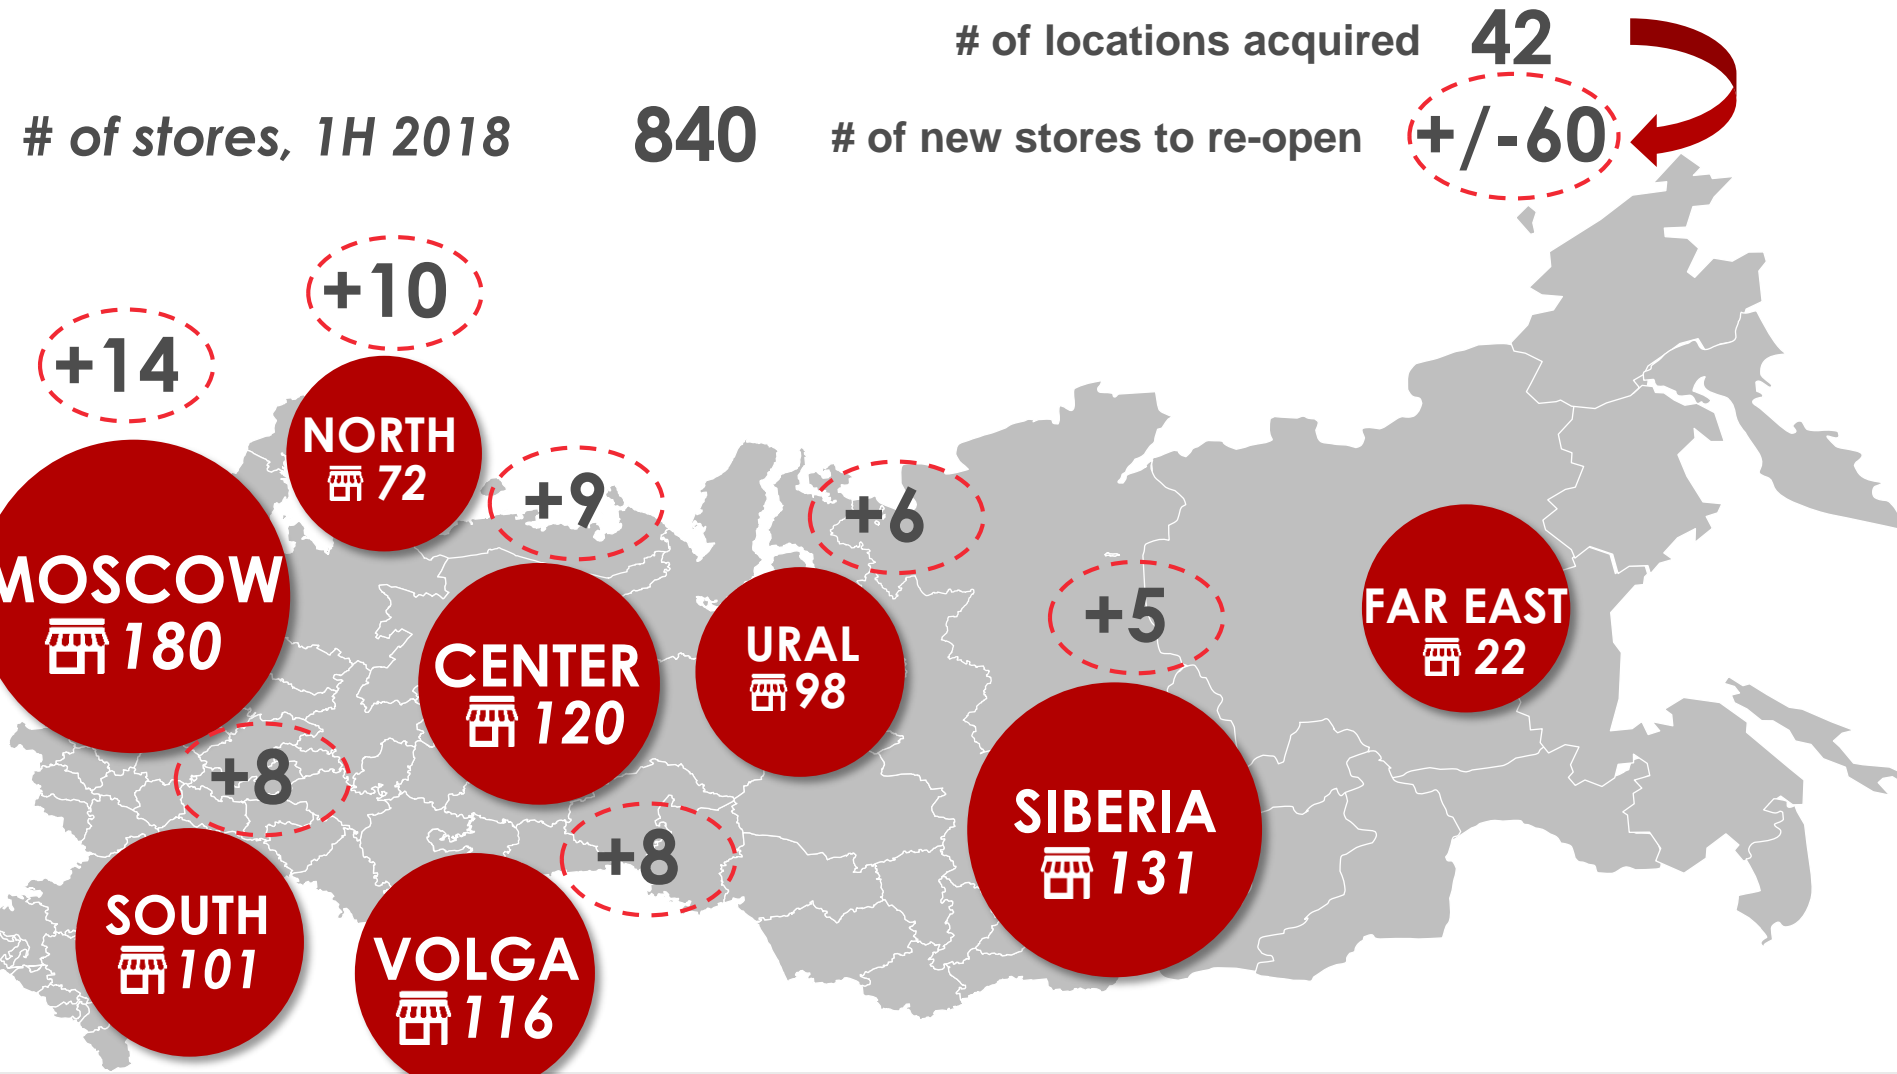 # of locations acquired 42
# of stores, 1H 2018 840 # of new stores to re-open +/-60
+10
+14
NORTH
72
+9
+6
MOSCOW
180
+5
FAR EAST
22
CENTER
120
URAL
98
+8
SIBERIA
131
+8
SOUTH
101
VOLGA
116